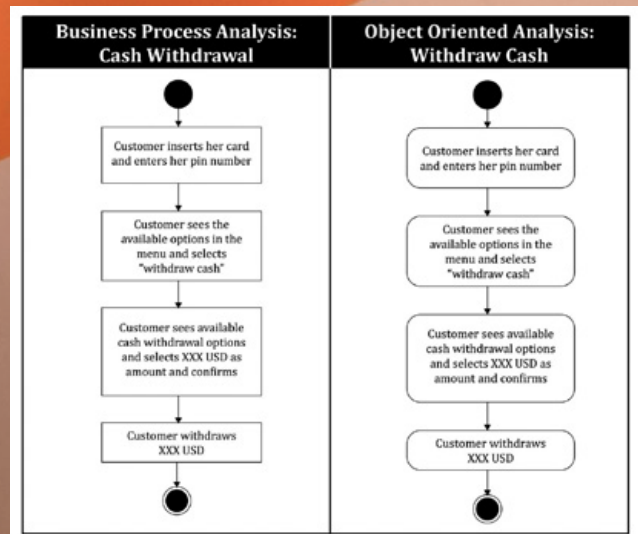 Business Process Analysis:
Cash Withdrawal
Customer inserts her card
and enters her pin number
Customer sees the
available options in the
menu and selects
"withdraw cash"
Customer sees available
cash withdrawal options
and selects XXX USD as
amount and confirms
Customer withdraws
XXX USD
Object Oriented Analysis:
Withdraw Cash
Customer inserts her card
and enters her pin number
Customer sees the
available options in the
menu and selects
"withdraw cash"
Customer sees available
cash withdrawal options
and selects XXX USD as
amount and confirms
Customer withdraws
XXX USD